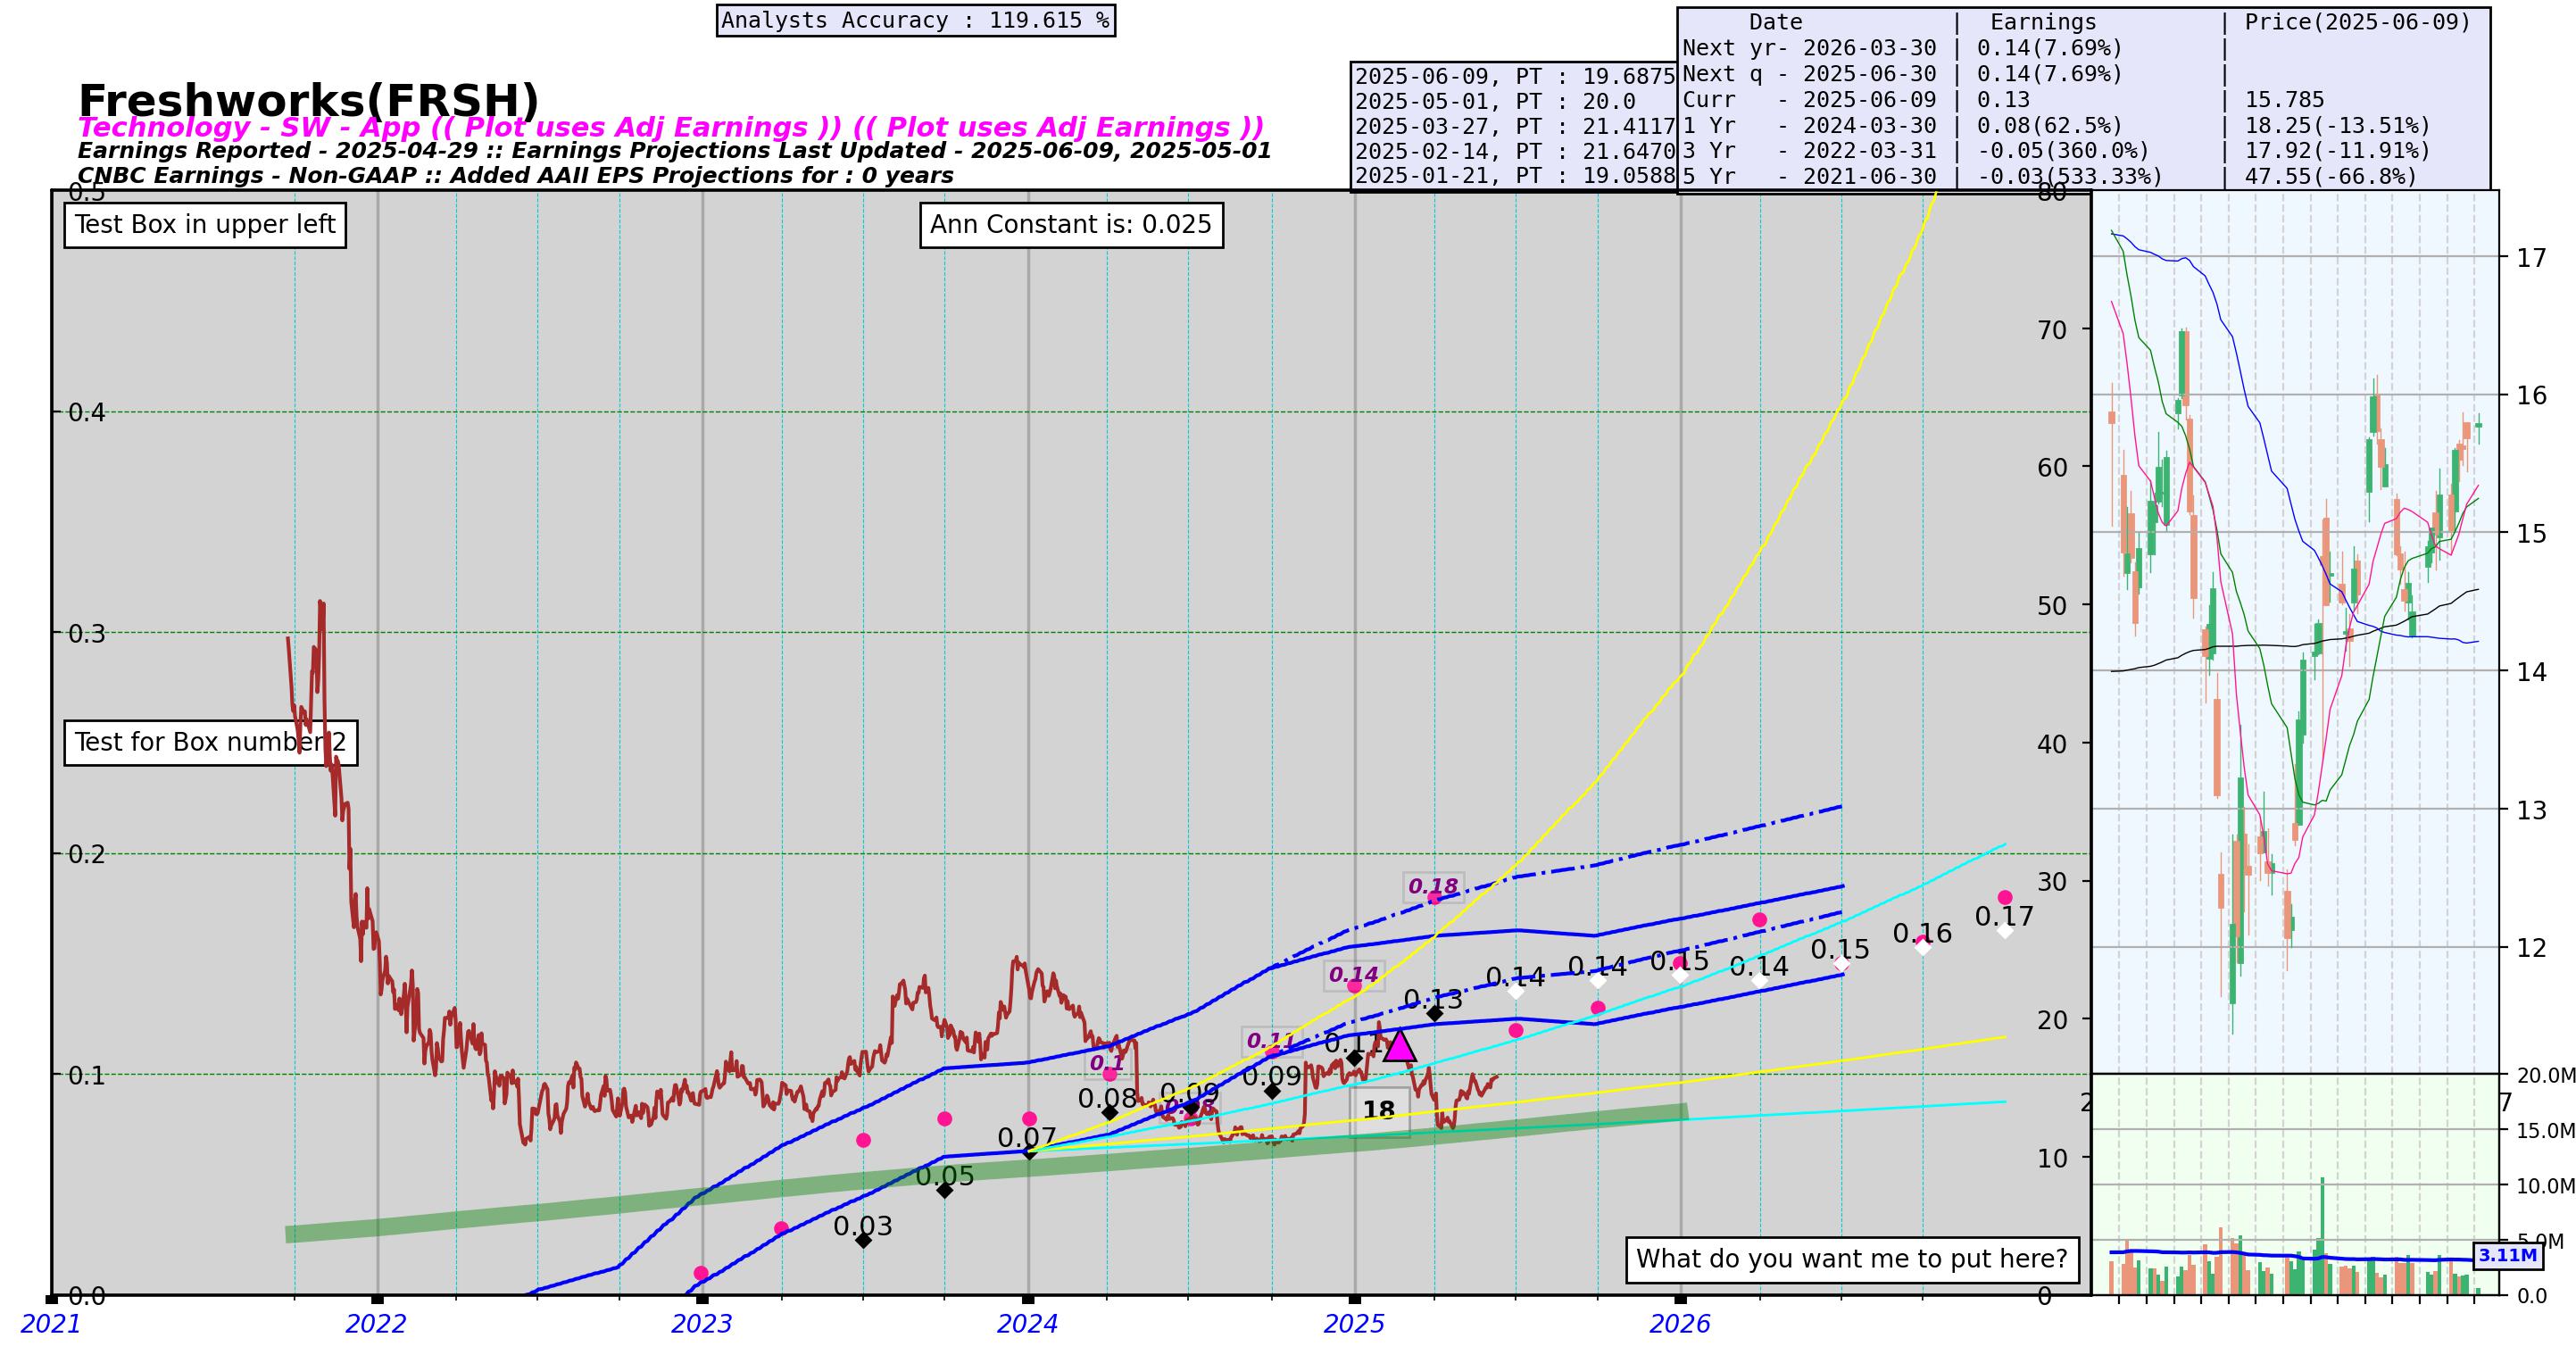 Analysts Accuracy : 119.615 %
Freshworks(FRSH)
Technology - SW - App (( Plot uses Adj Earnings )) (( Plot uses Adj Earnings ))
Earnings Reported - 2025-04-29 :: Earnings Projections Last Updated - 2025-06-09, 2025-05-01
CNBC Earnings - Non-GAAP :: Added AAII EPS Projections for : 0 years
2025-06-09, PT : 19.6875
2025-05-01, PT : 20.0
2025-03-27, PT : 21.4117
2025-02-14, PT : 21.6470
2025-01-21, PT : 19.0588
Date | Earnings | Price(2025-06-09)
Next yr- 2026-03-30 | 0.14(7.69%) |
Next q - 2025-06-30 | 0.14(7.69%) |
Curr - 2025-06-09 | 0.13 | 15.785
1 Yr - 2024-03-30 | 0.08(62.5%) | 18.25(-13.51%)
3 Yr - 2022-03-31 | -0.05(360.0%) | 17.92(-11.91%)
5 Yr - 2021-06-30 | -0.03(533.33%) | 47.55(-66.8%)
Test Box in upper left
Ann Constant is: 0.025
Test for Box number 2
What do you want me to put here?
0.5
0.4
0.3
0.2
0.1
0.0
80
70
60
50
40
30
20
10
0
0.03
0.05
0.07
0.08
0.09
0.09
0.11
0.13
0.14
0.14
0.15
0.14
0.15
0.16
0.17
0.1
0.11
0.14
0.18
18
2021
2022
2023
2024
2025
2026
17
16
15
14
13
12
20.0M
15.0M
10.0M
5.0M
0.0
3.11M